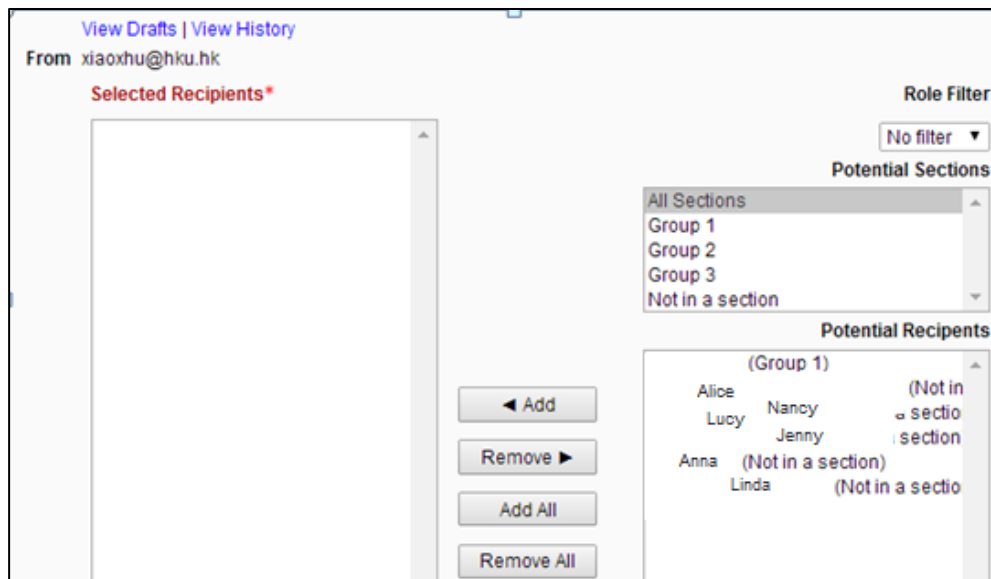 View Drafts | View History
From xiaoxhu@hku.hk
Selected Recipients*
Role Filter
No filter
Potential Sections
All Sections
Group 1
Group 2
Group 3
Not in a section
Potential Recipents
(Group 1)
Alice (Not in
Lucy Nancy a sectio
Jenny section
Anna (Not in a section)
Linda (Not in a sectio
◄ Add
Remove ►
Add All
Remove All